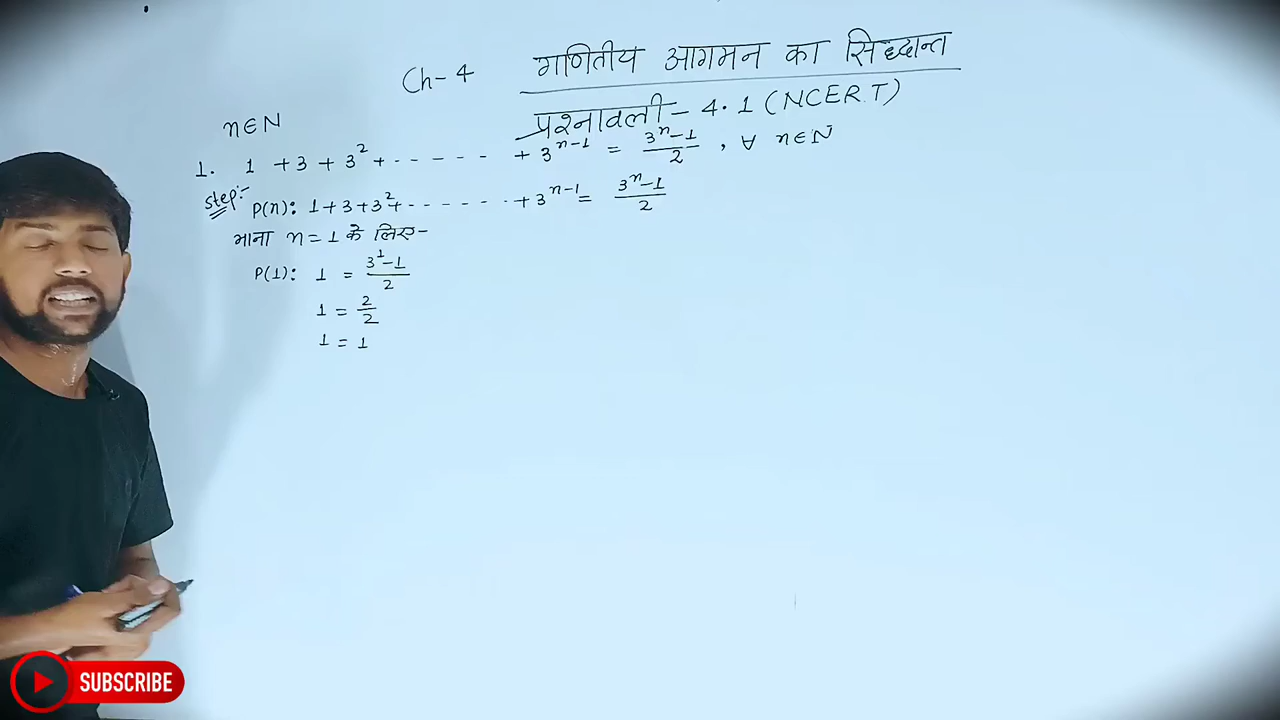 Ch-4 गणितीय आगमन का सिद्धान्त
प्रश्नावली - 4.1 (NCERT)
n∈N
1. 1 + 3 + 3² + ------ + 3ⁿ⁻¹ = (3ⁿ-1)/2 , ∀ n∈N
Step:- P(n): 1+3+3²+ ------- + 3ⁿ⁻¹ = (3ⁿ-1)/2
माना n=1 के लिए-
P(1): 1 = (3¹-1)/2
1 = 2/2
1 = 1
SUBSCRIBE